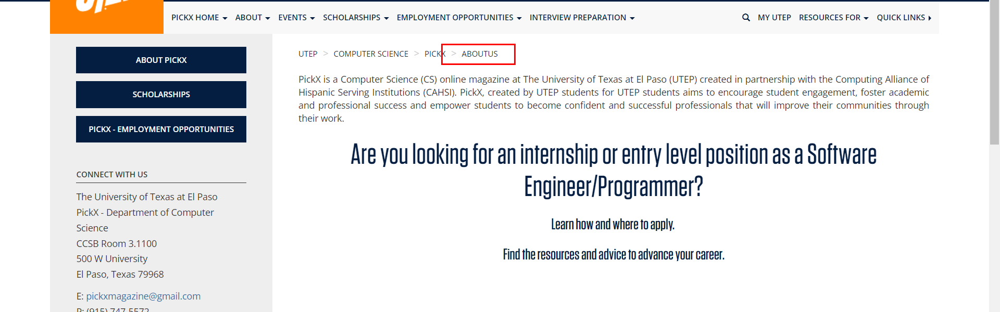 PICKX HOME ABOUT EVENTS SCHOLARSHIPS EMPLOYMENT OPPORTUNITIES INTERVIEW PREPARATION MY UTEP RESOURCES FOR QUICK LINKS
ABOUT PICKX
SCHOLARSHIPS
PICKX - EMPLOYMENT OPPORTUNITIES
CONNECT WITH US
The University of Texas at El Paso
PickX - Department of Computer
Science
CCSB Room 3.1100
500 W University
El Paso, Texas 79968
E: pickxmagazine@gmail.com
P: (915) 747-5572
UTEP > COMPUTER SCIENCE > PICKX > ABOUTUS
PickX is a Computer Science (CS) online magazine at The University of Texas at El Paso (UTEP) created in partnership with the Computing Alliance of
Hispanic Serving Institutions (CAHSI). PickX, created by UTEP students for UTEP students aims to encourage student engagement, foster academic
and professional success and empower students to become confident and successful professionals that will improve their communities through
their work.
Are you looking for an internship or entry level position as a Software
Engineer/Programmer?
Learn how and where to apply.
Find the resources and advice to advance your career.